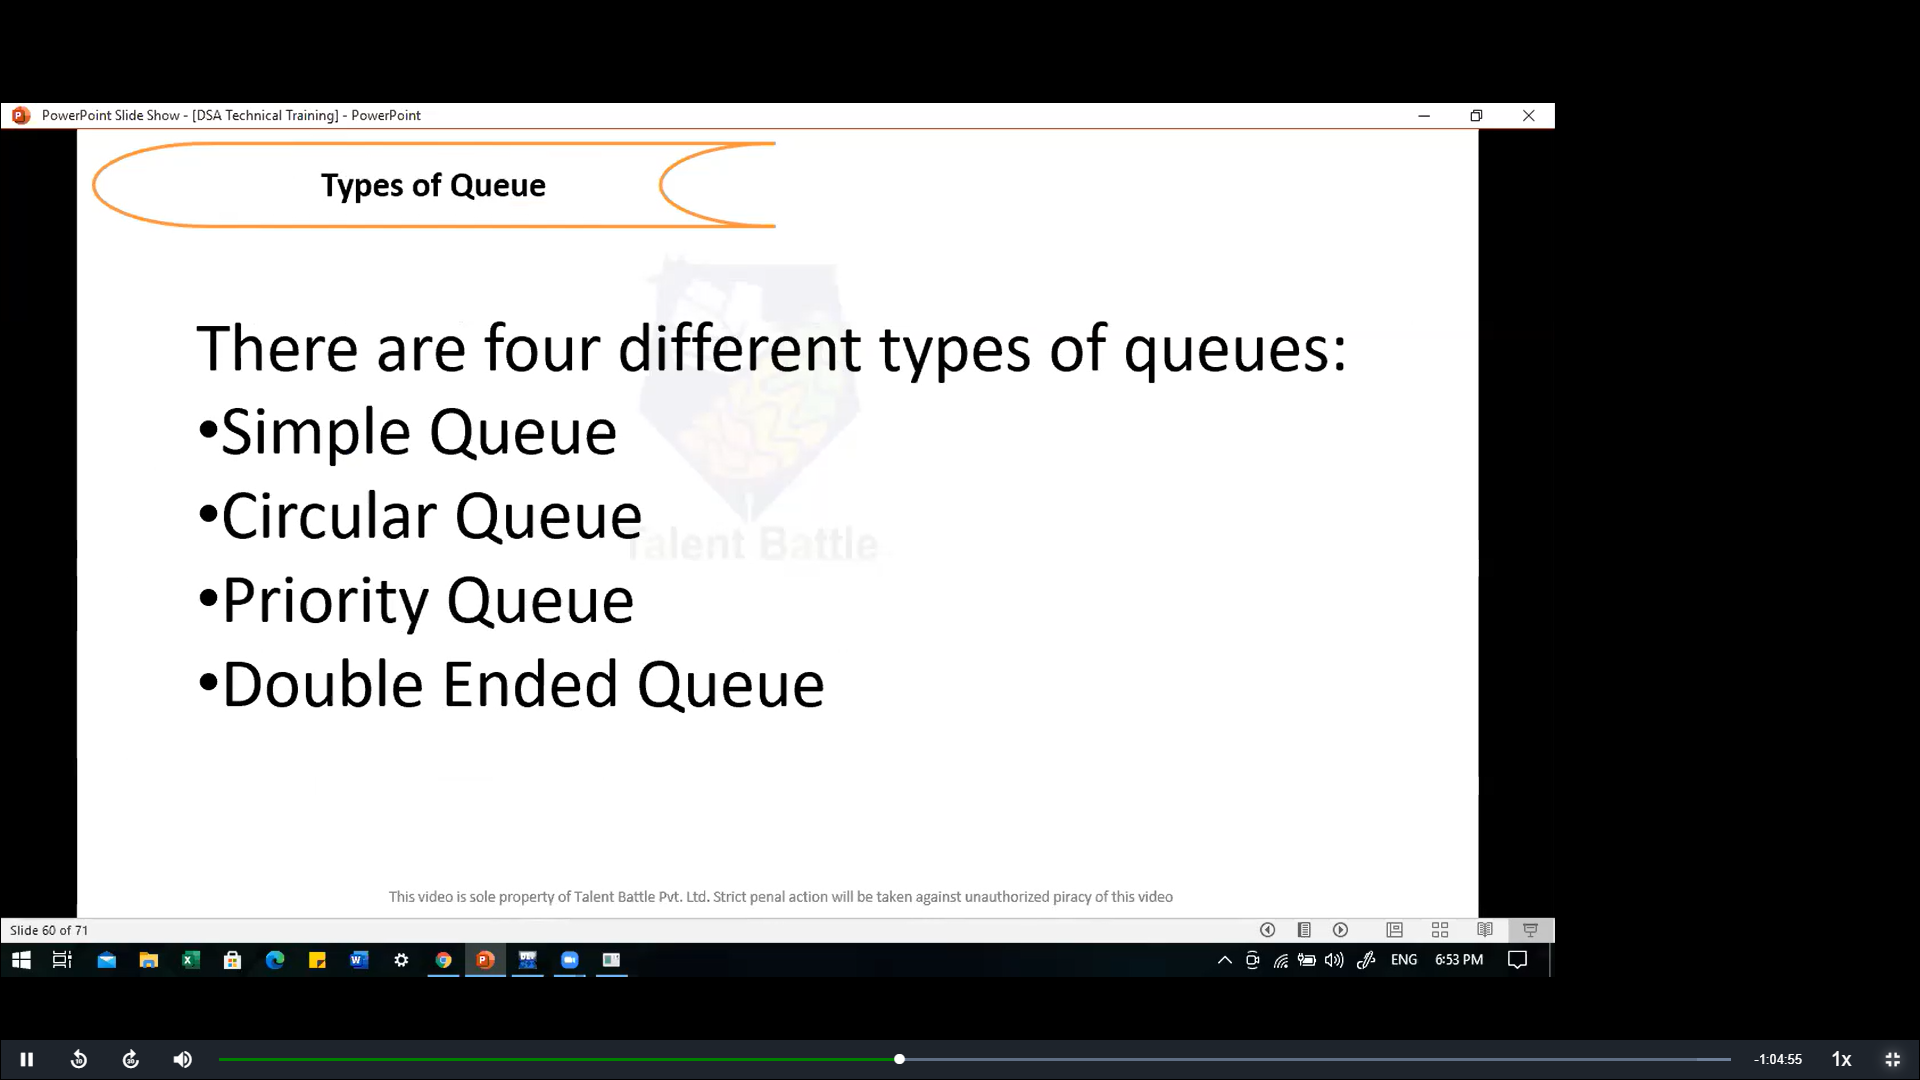 PowerPoint Slide Show - [DSA Technical Training] - PowerPoint
Types of Queue
There are four different types of queues:
•Simple Queue
•Circular Queue
•Priority Queue
•Double Ended Queue
Talent Battle
This video is sole property of Talent Battle Pvt. Ltd. Strict penal action will be taken against unauthorized piracy of this video
Slide 60 of 71
ENG 6:53 PM
-1:04:55 1x